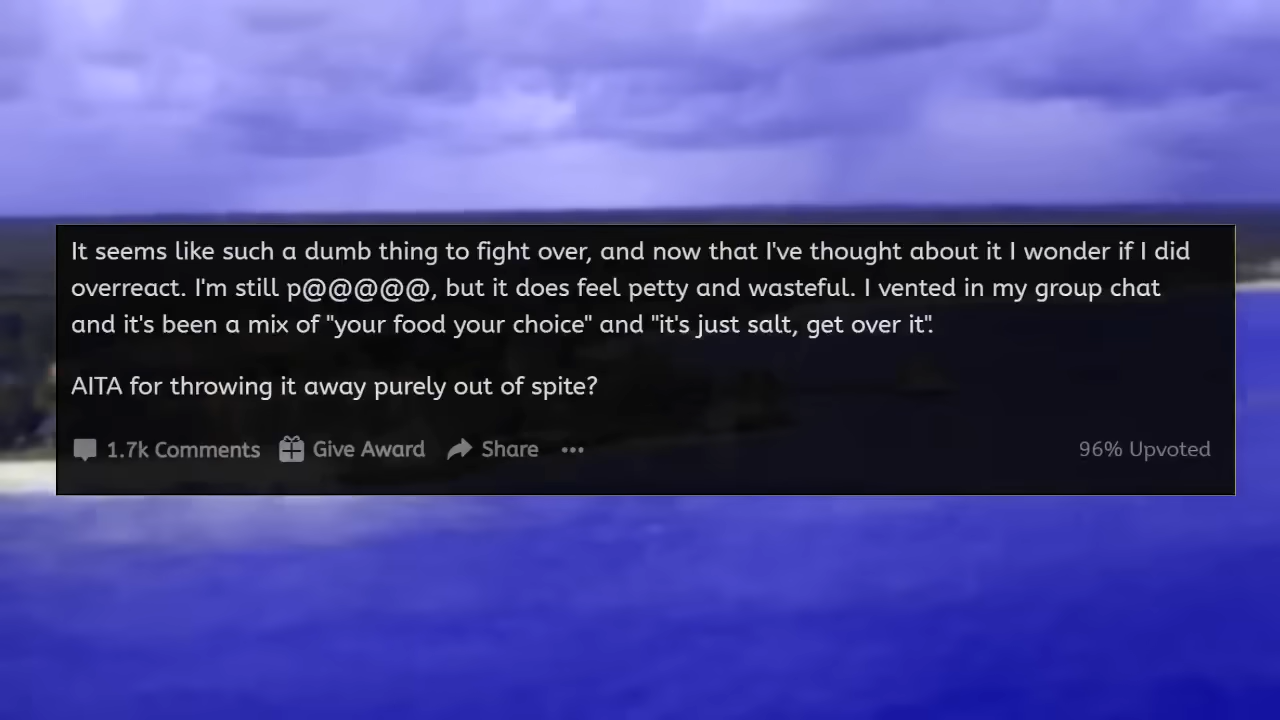 It seems like such a dumb thing to fight over, and now that I've thought about it I wonder if I did
overreact. I'm still p@@@@@, but it does feel petty and wasteful. I vented in my group chat
and it's been a mix of "your food your choice" and "it's just salt, get over it".
AITA for throwing it away purely out of spite?
1.7k Comments Give Award Share ••• 96% Upvoted